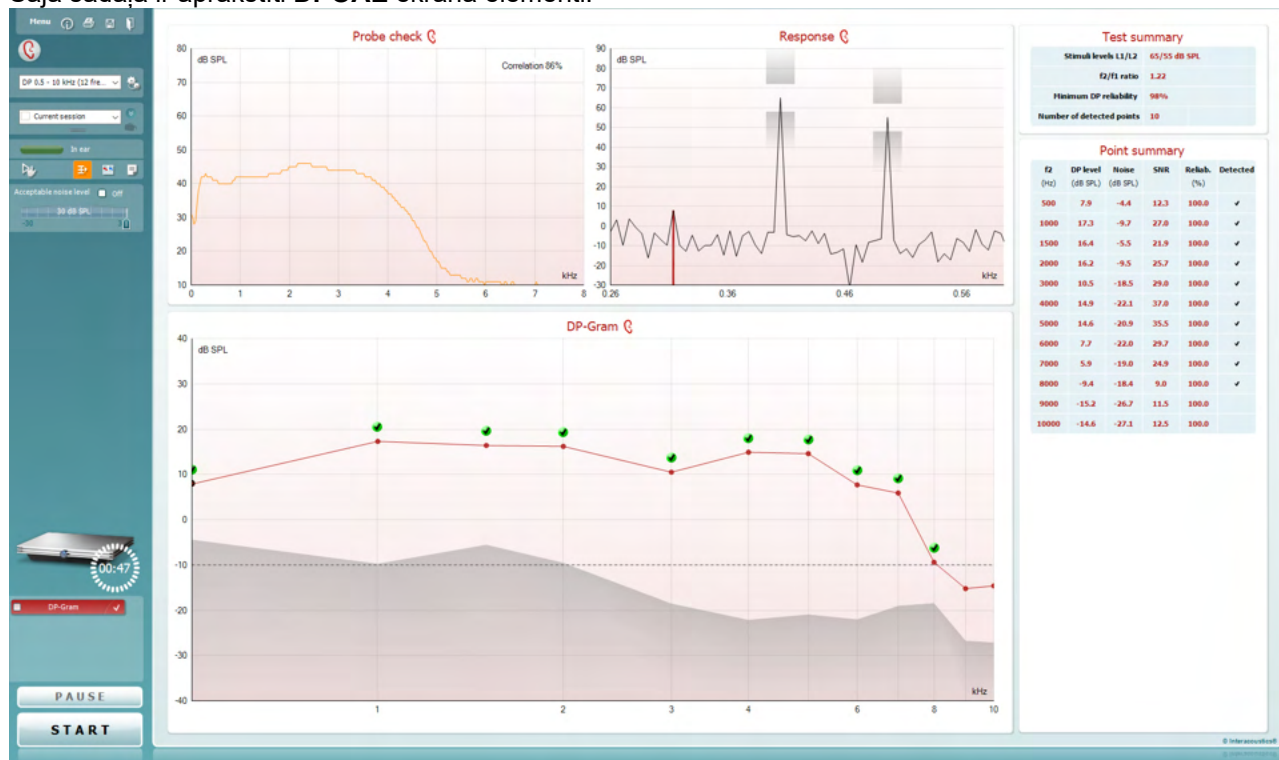 Šajā sadaļā ir aprakstīti DPOAE ekrāna elementi.
Menu
DP 0.5 - 10 kHz (12 fre...
Current session
In ear
Acceptable noise level Off
30 dB SPL
-30
00:47
DP-Gram
PAUSE
START
Probe check
dB SPL
Correlation 86%
80
70
60
50
40
30
20
10
kHz
0 1 2 3 4 5 6 7 8
Response
dB SPL
90
80
70
60
50
40
30
20
10
0
-10
-20
-30
kHz
0.26 0.36 0.46 0.56
DP-Gram
dB SPL
40
30
20
10
0
-10
-20
-30
-40
kHz
1 2 3 4 6 8 10
Test summary
Stimuli levels L1/L2 65/55 dB SPL
f2/f1 ratio 1.22
Minimum DP reliability 98%
Number of detected points 10
Point summary
f2 DP level Noise SNR Reliab. Detected
(Hz) (dB SPL) (dB SPL) (%)
500 7.9 -4.4 12.3 100.0 ✔
1000 17.3 -9.7 27.0 100.0 ✔
1500 16.4 -5.5 21.9 100.0 ✔
2000 16.2 -9.5 25.7 100.0 ✔
3000 10.5 -18.5 29.0 100.0 ✔
4000 14.9 -22.1 37.0 100.0 ✔
5000 14.6 -20.9 35.5 100.0 ✔
6000 7.7 -22.0 29.7 100.0 ✔
7000 5.9 -19.0 24.9 100.0 ✔
8000 -9.4 -18.4 9.0 100.0 ✔
9000 -15.2 -26.7 11.5 100.0
10000 -14.6 -27.1 12.5 100.0
© Interacoustics®